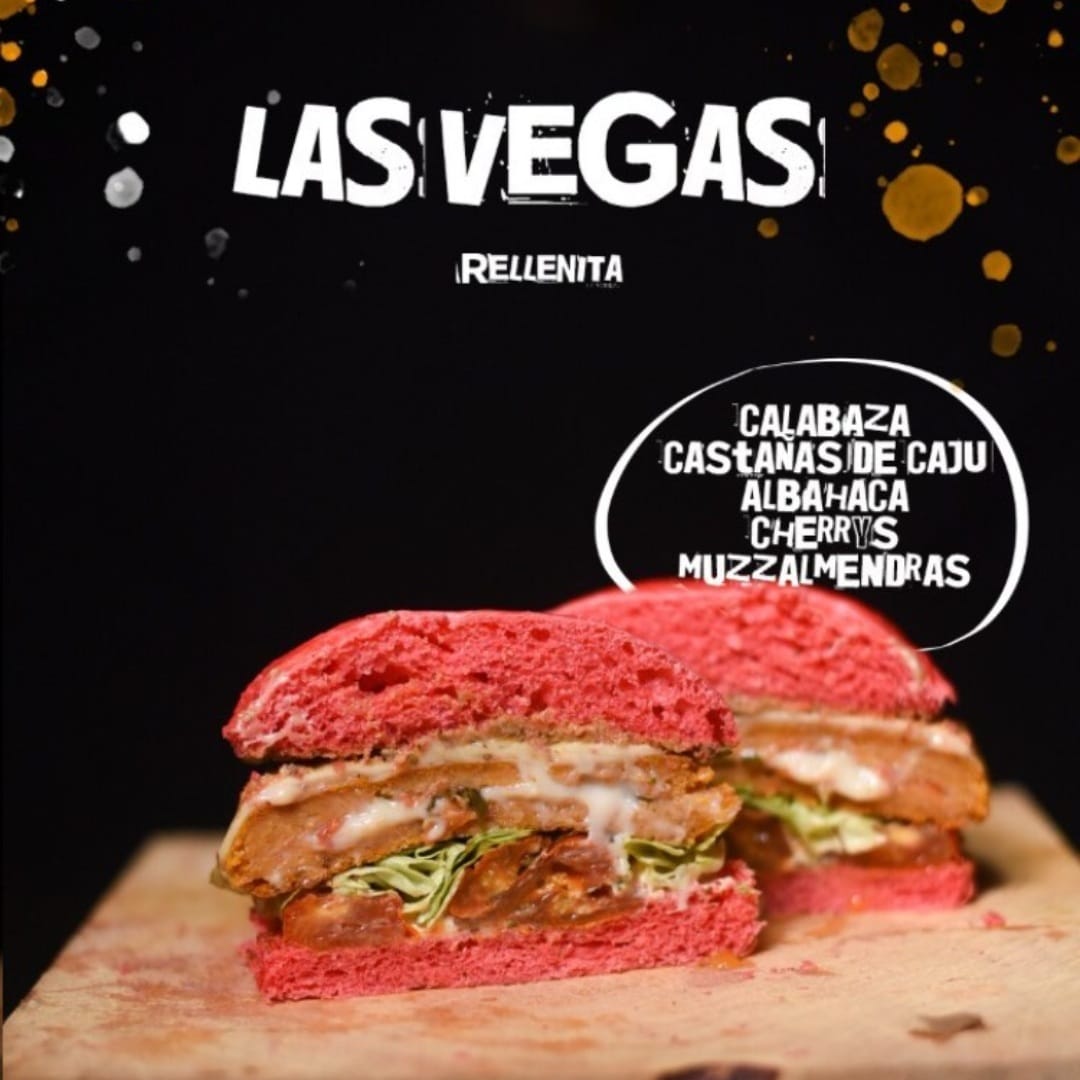 LAS VEGAS
RELLENITA
CALABAZA
CASTAÑAS DE CAJU
ALBAHACA
CHERRYS
MUZZALMENDRAS